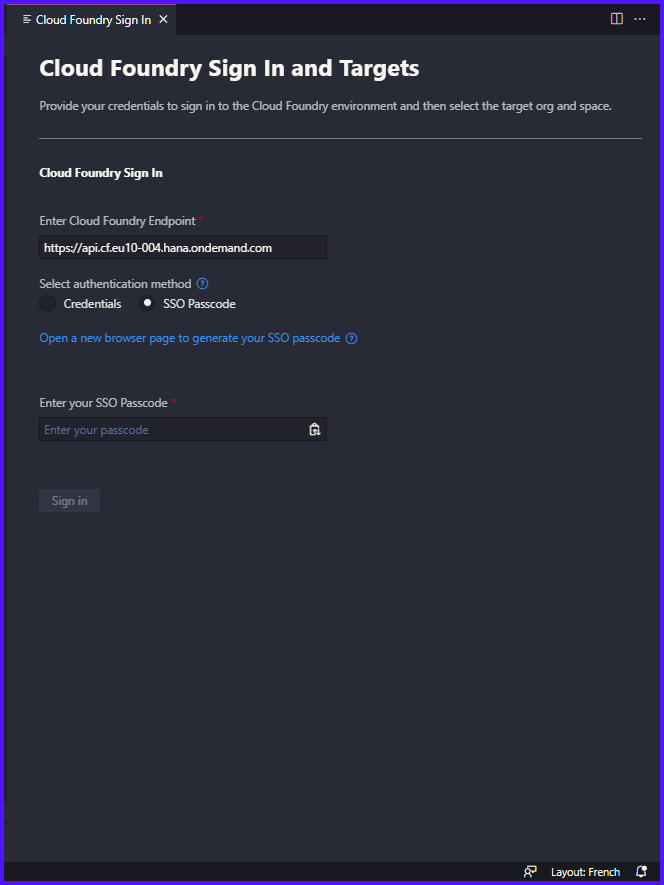 Cloud Foundry Sign In
Cloud Foundry Sign In and Targets
Provide your credentials to sign in to the Cloud Foundry environment and then select the target org and space.
Cloud Foundry Sign In
Enter Cloud Foundry Endpoint *
https://api.cf.eu10-004.hana.ondemand.com
Select authentication method
Credentials SSO Passcode
Open a new browser page to generate your SSO passcode
Enter your SSO Passcode *
Enter your passcode
Sign in
Layout: French